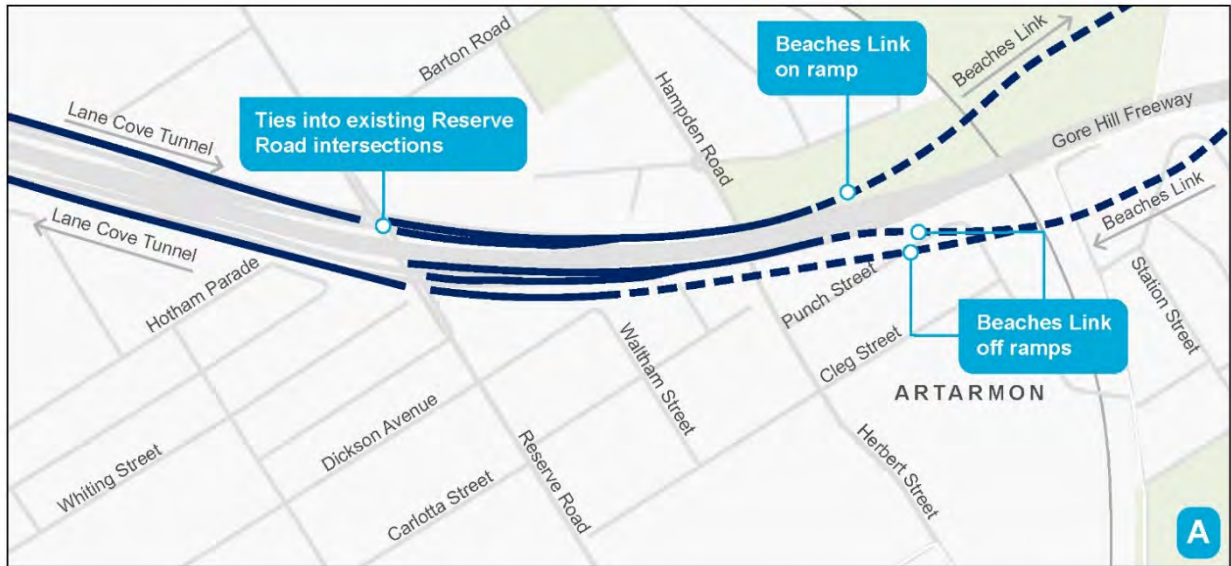 Barton Road
Beaches Link
on ramp
Beaches Link
Lane Cove Tunnel
Ties into existing Reserve
Road intersections
Hampden Road
Gore Hill Freeway
Lane Cove Tunnel
Beaches Link
Hotham Parade
Punch Street
Station Street
Waltham Street
Beaches Link
off ramps
Cleg Street
ARTARMON
Dickson Avenue
Whiting Street
Reserve Road
Herbert Street
Carlotta Street
A